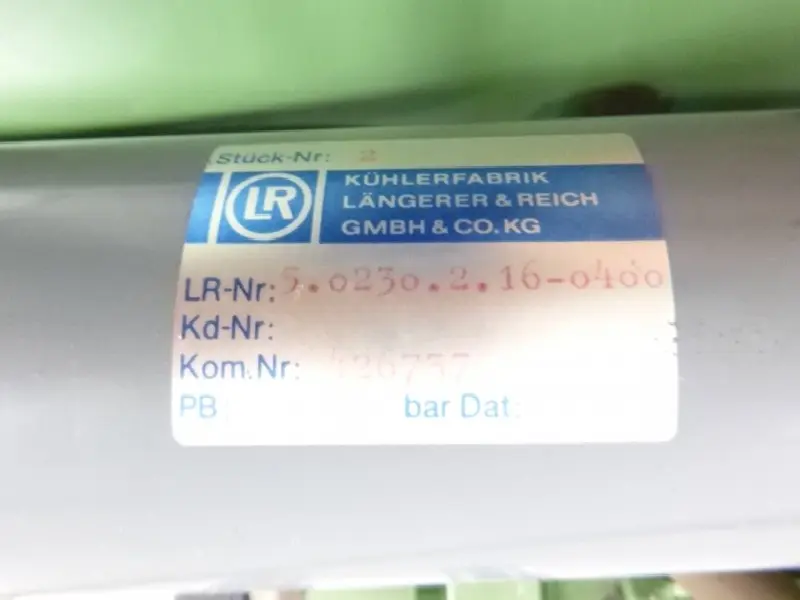 Stück-Nr: 2
LR
KÜHLERFABRIK
LÄNGERER & REICH
GMBH & CO. KG
LR-Nr: 5.0230.2.16-0400
Kd-Nr:
Kom.Nr:
PB: bar Dat: